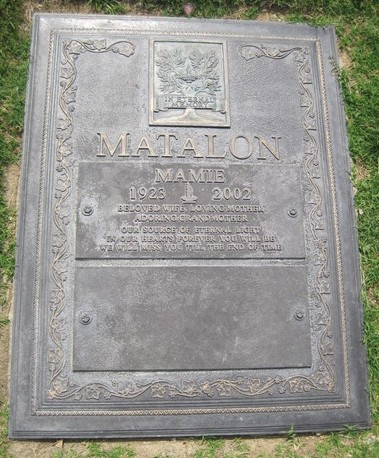 IN ETERNAL
MATALON
MAMIE
1923 2002
BELOVED WIFE, LOVING MOTHER
ADORING GRANDMOTHER
OUR SOURCE OF ETERNAL LIGHT
IN OUR HEARTS FOREVER YOU WILL BE
WE WILL MISS YOU TILL THE END OF TIME